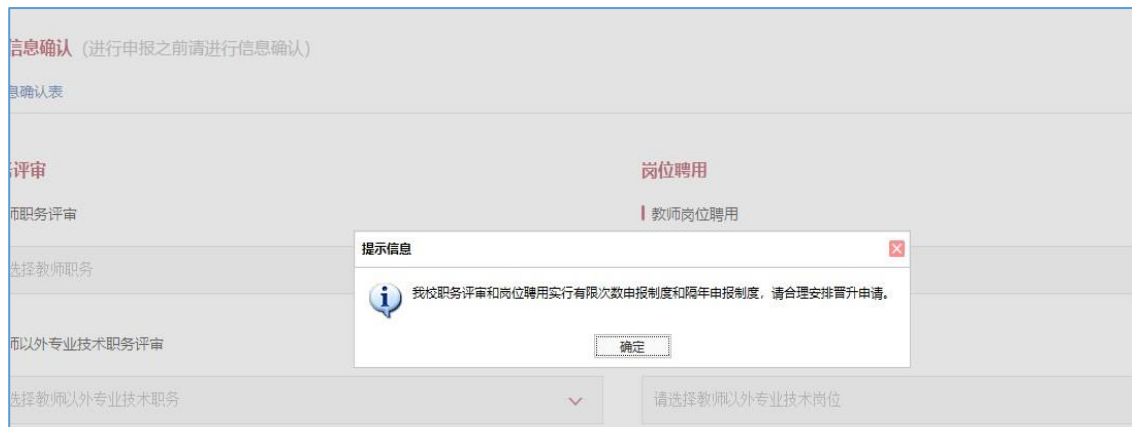 信息确认（进行申报之前请进行信息确认）
息确认表
评审
岗位聘用
师职务评审
教师岗位聘用
提示信息
选择教师职务
我校职务评审和岗位聘用实行有限次数申报制度和隔年申报制度，请合理安排晋升申请。
确定
师以外专业技术职务评审
选择教师以外专业技术职务
请选择教师以外专业技术岗位